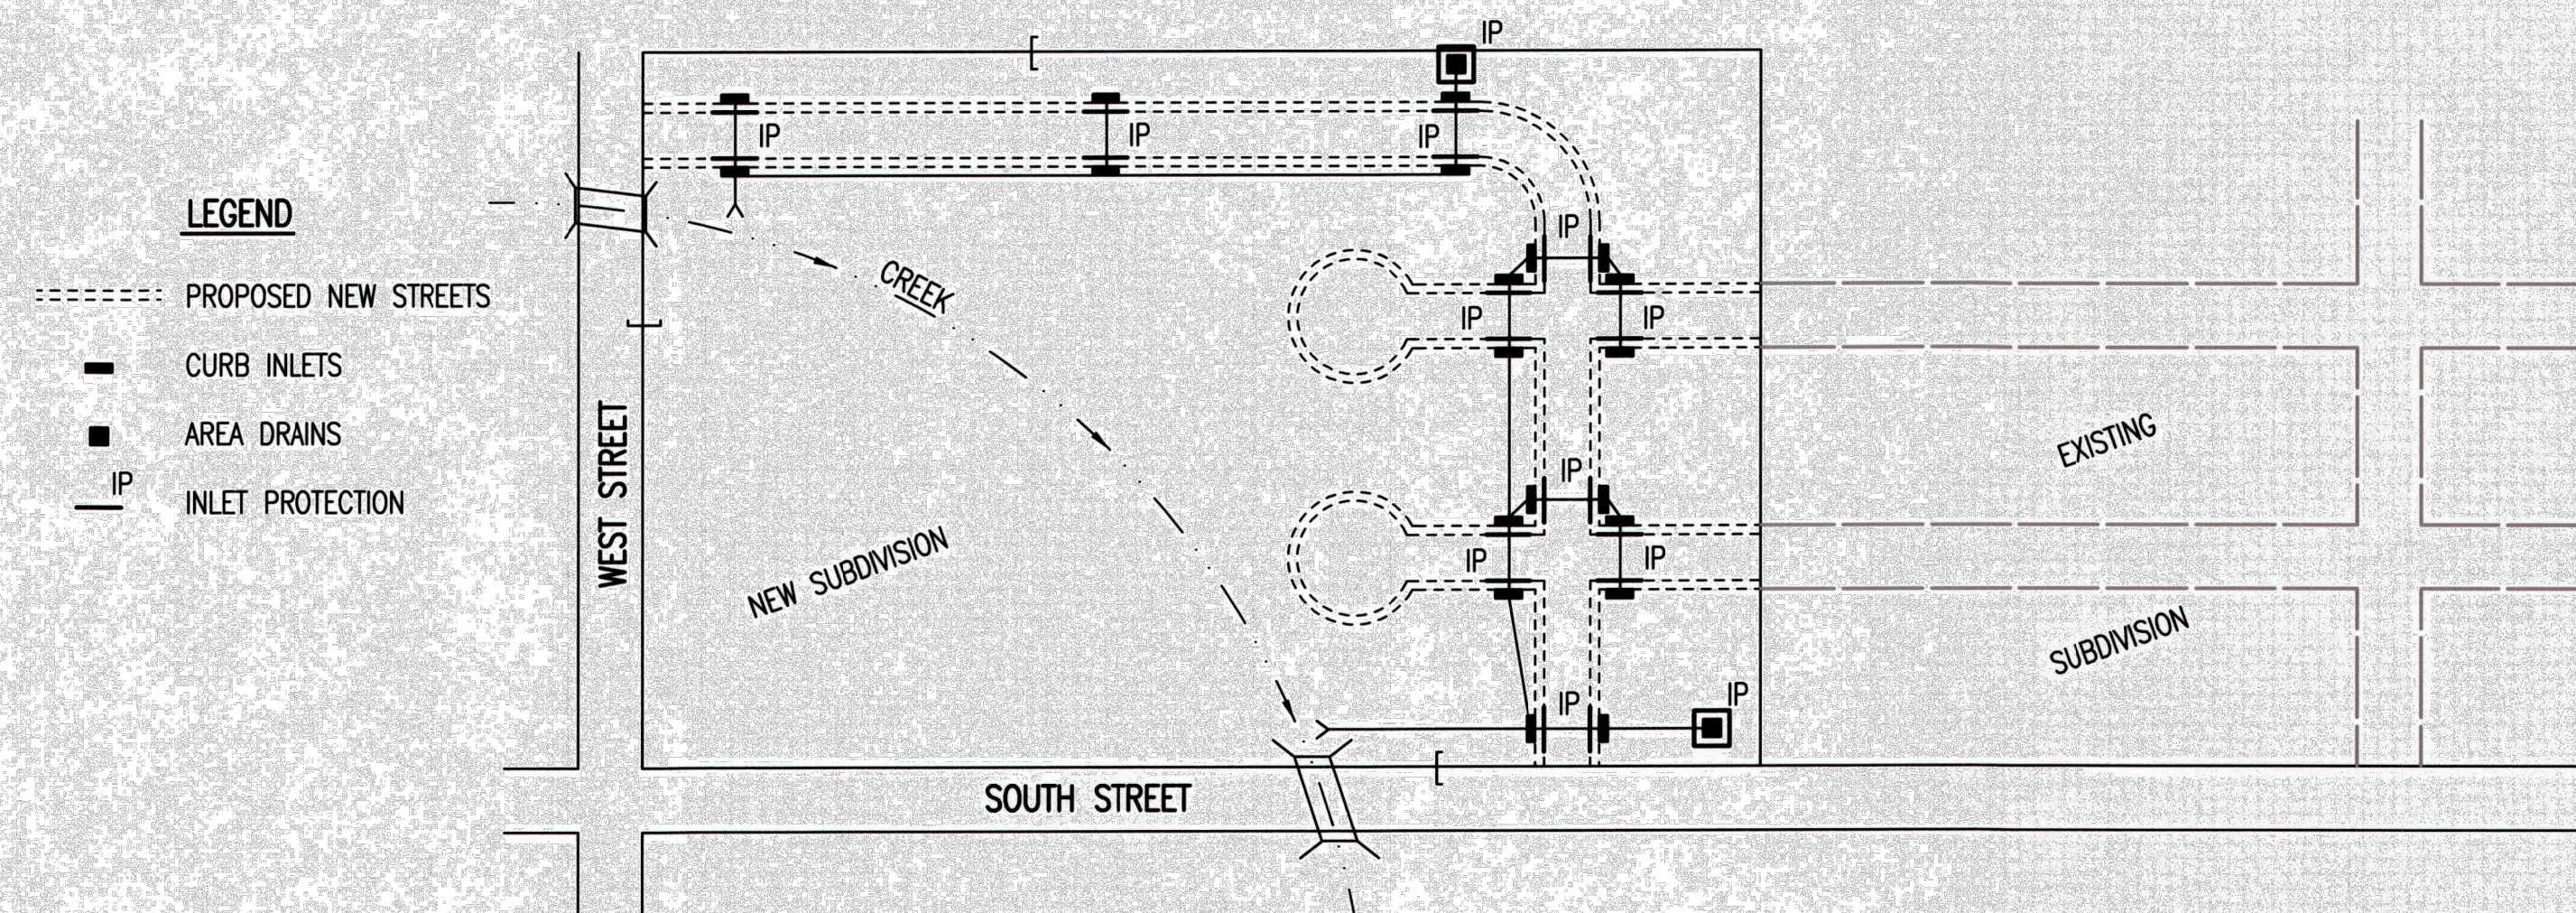 IP
IP
IP
IP
LEGEND
PROPOSED NEW STREETS
CURB INLETS
AREA DRAINS
IP
INLET PROTECTION
WEST STREET
CREEK
NEW SUBDIVISION
IP
IP
IP
IP
IP
IP
IP
IP
EXISTING
SUBDIVISION
SOUTH STREET